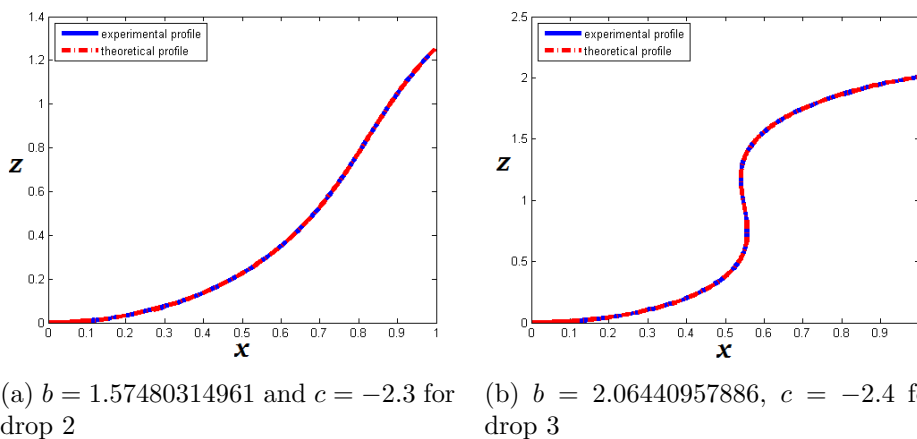 1.4
1.2
1
0.8
0.6
0.4
0.2
0
z
experimental profile
theoretical profile
0 0.1 0.2 0.3 0.4 0.5 0.6 0.7 0.8 0.9 1
x
(a) b = 1.57480314961 and c = −2.3 for
drop 2
2.5
2
1.5
1
0.5
0
z
experimental profile
theoretical profile
0 0.1 0.2 0.3 0.4 0.5 0.6 0.7 0.8 0.9
x
(b) b = 2.06440957886, c = −2.4
drop 3